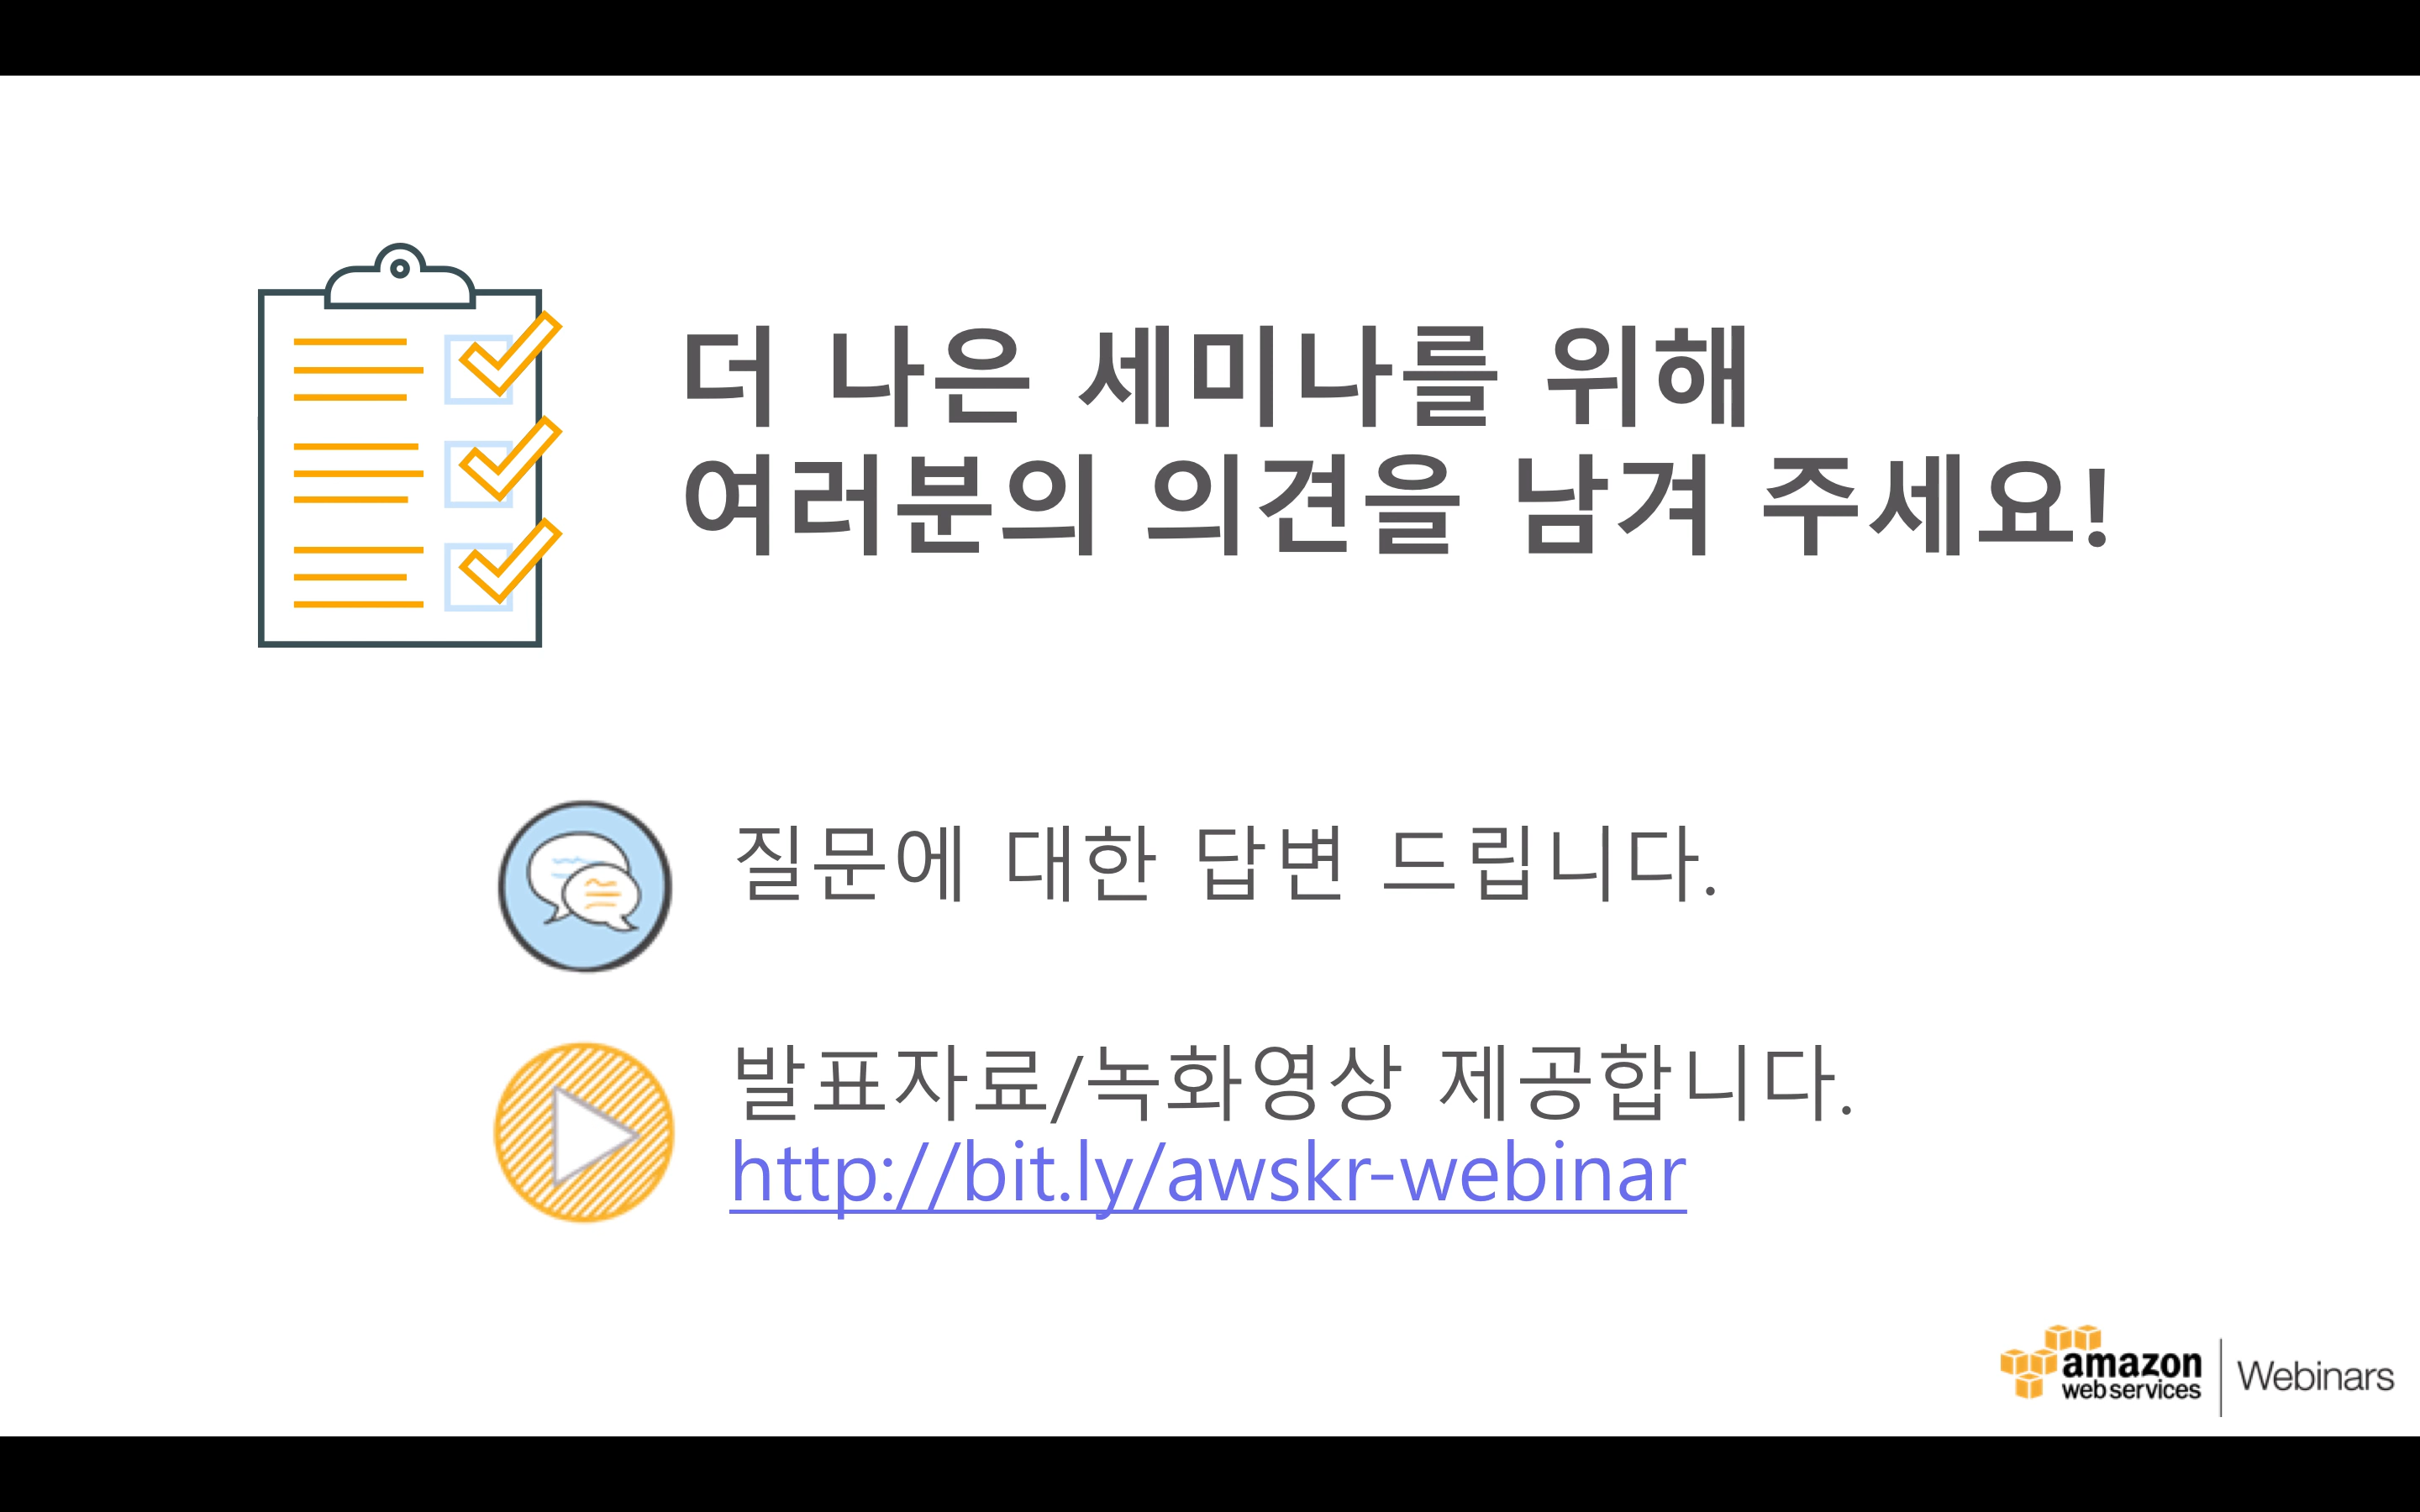 더 나은 세미나를 위해
여러분의 의견을 남겨 주세요!
질문에 대한 답변 드립니다.
발표자료/녹화영상 제공합니다.
http://bit.ly/awskr-webinar
amazon
web services
Webinars